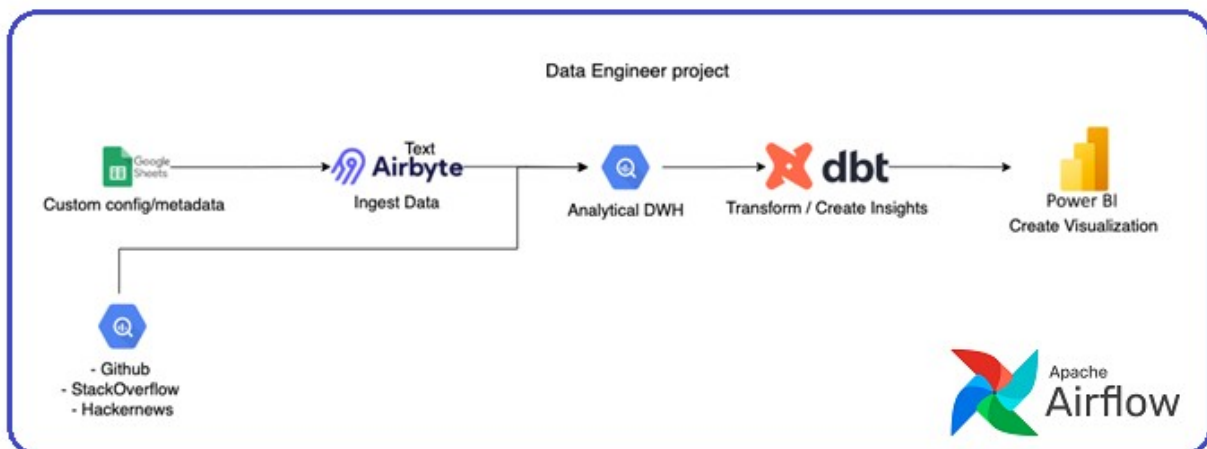 Data Engineer project
Google
Sheets
Custom config/metadata
Text
Airbyte
Ingest Data
Analytical DWH
dbt
Transform / Create Insights
Power BI
Create Visualization
- Github
- StackOverflow
- Hackernews
Apache
Airflow